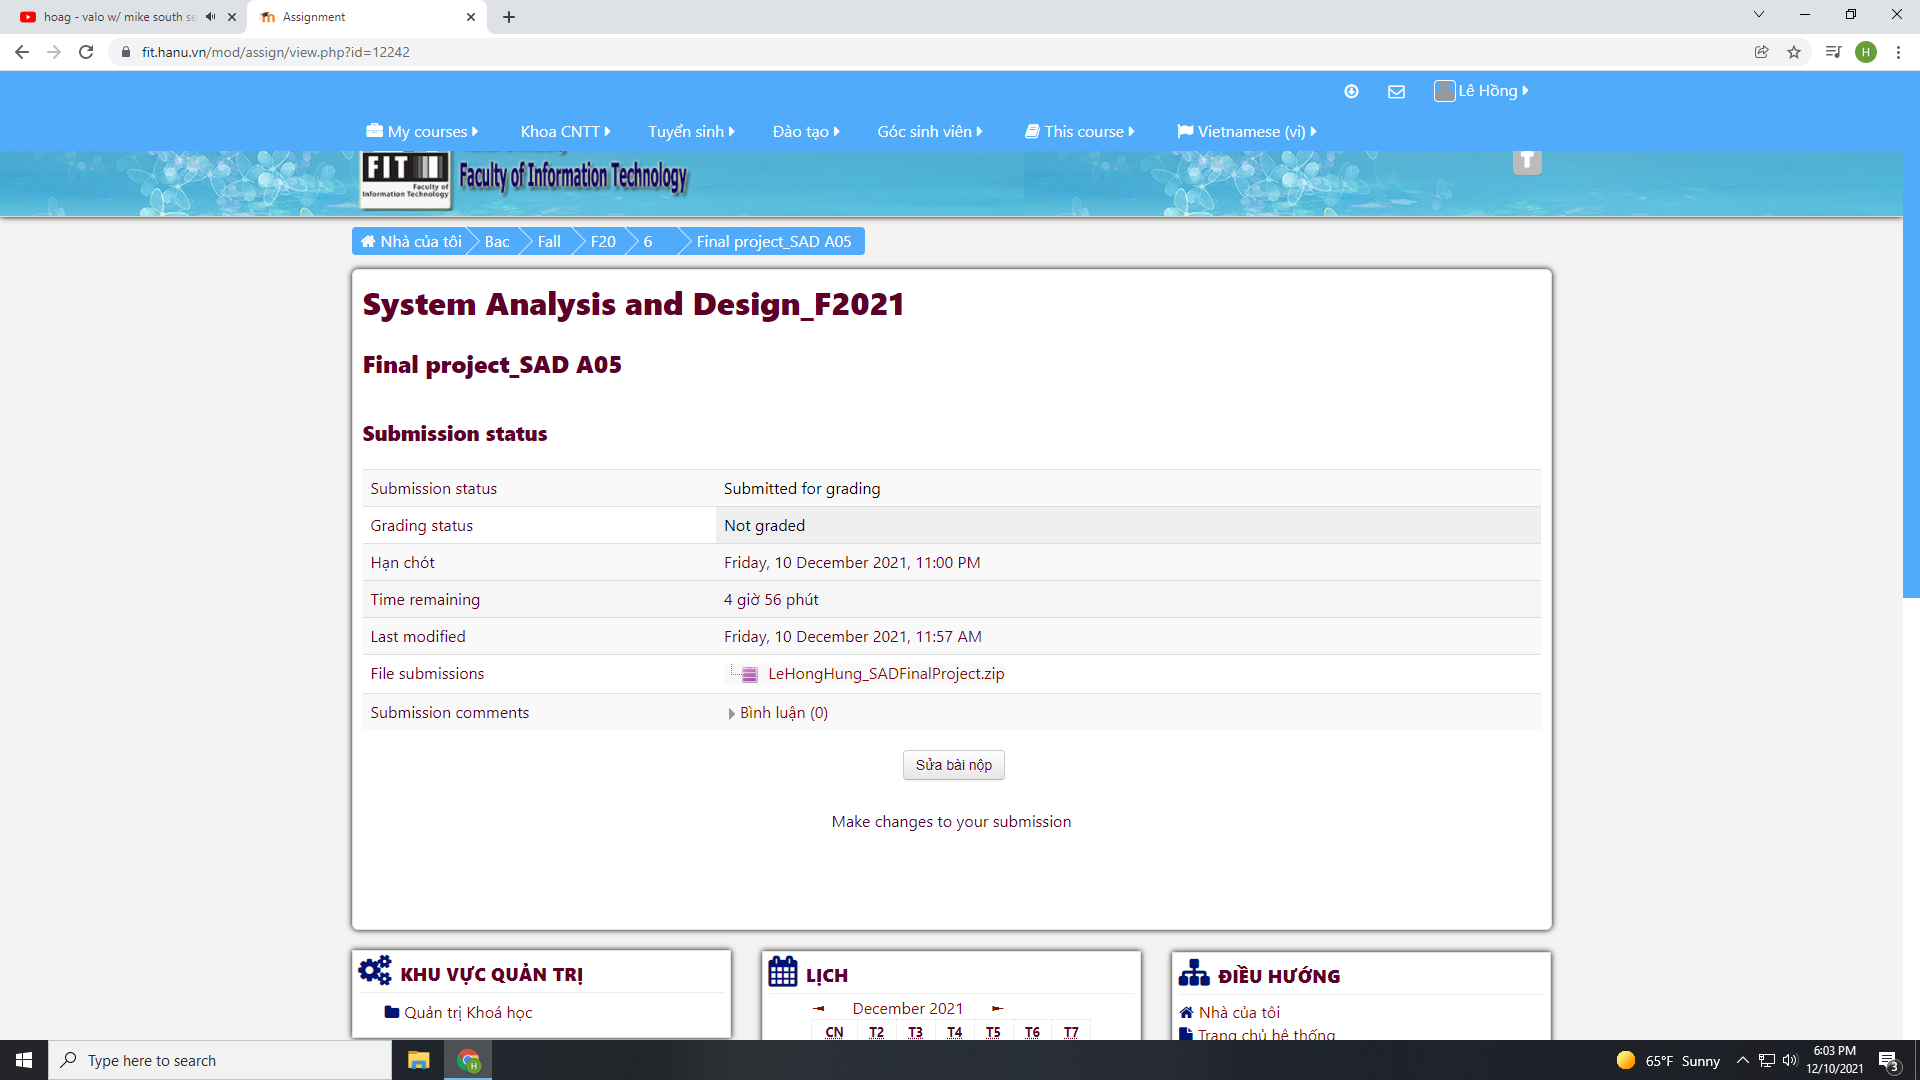 hoag - valo w/ mike south se
Assignment
fit.hanu.vn/mod/assign/view.php?id=12242
H
Lê Hồng
My courses
Khoa CNTT
Tuyển sinh
Đào tạo
Góc sinh viên
This course
Vietnamese (vi)
FIT
Faculty of
Information Technology
Faculty of Information Technology
Nhà của tôi
Bac
Fall
F20
6
Final project_SAD A05
System Analysis and Design_F2021
Final project_SAD A05
Submission status
Submission status
Submitted for grading
Grading status
Not graded
Hạn chót
Friday, 10 December 2021, 11:00 PM
Time remaining
4 giờ 56 phút
Last modified
Friday, 10 December 2021, 11:57 AM
File submissions
LeHongHung_SADFinalProject.zip
Submission comments
Bình luận (0)
Sửa bài nộp
Make changes to your submission
KHU VỰC QUẢN TRỊ
Quản trị Khoá học
LỊCH
December 2021
CN T2 T3 T4 T5 T6 T7
ĐIỀU HƯỚNG
Nhà của tôi
Trang chủ hệ thống
Type here to search
H
65°F Sunny
6:03 PM
12/10/2021
3